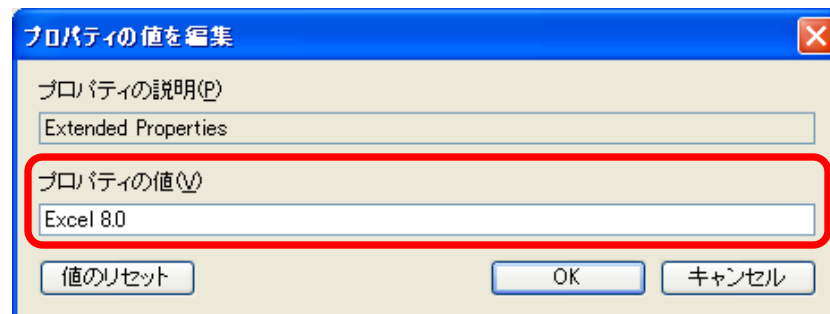 プロパティの値を編集
プロパティの説明(P)
Extended Properties
プロパティの値(V)
Excel 8.0
値のリセット OK キャンセル